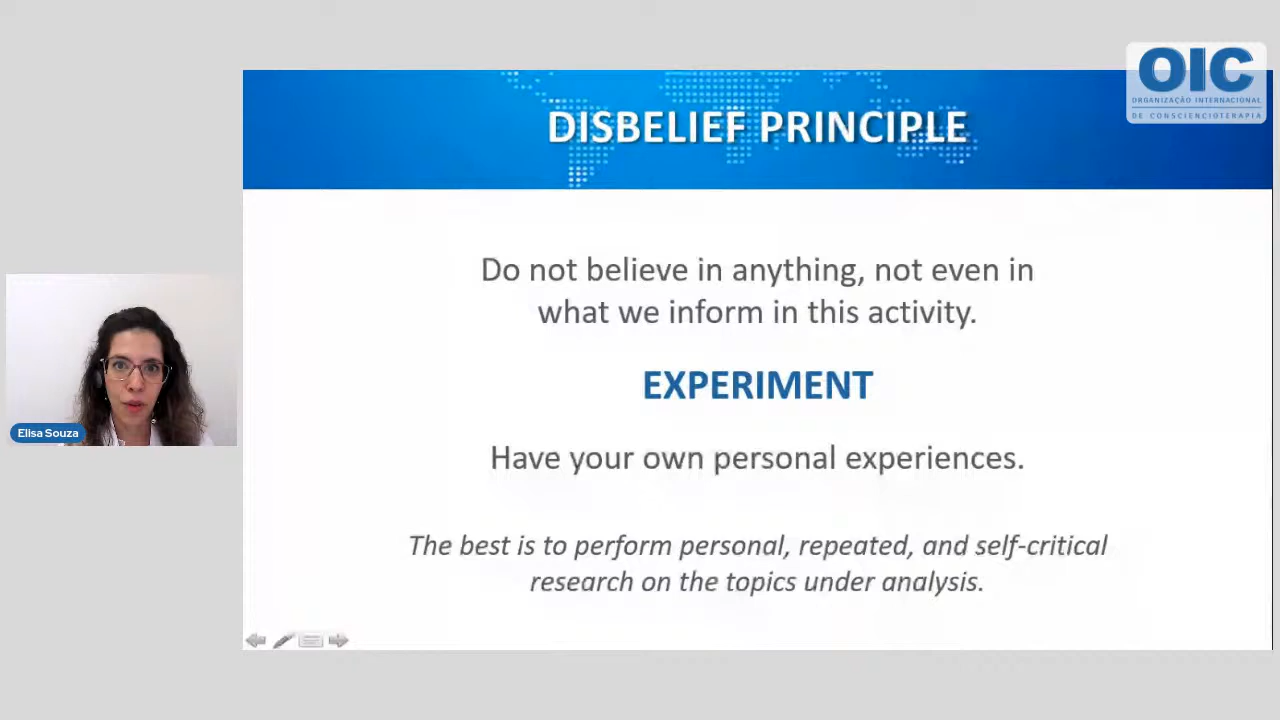 OIC
ORGANIZAÇÃO INTERNACIONAL
DE CONSCIENCIOTERAPIA
DISBELIEF PRINCIPLE
Do not believe in anything, not even in
what we inform in this activity.
EXPERIMENT
Have your own personal experiences.
The best is to perform personal, repeated, and self-critical
research on the topics under analysis.
Elisa Souza